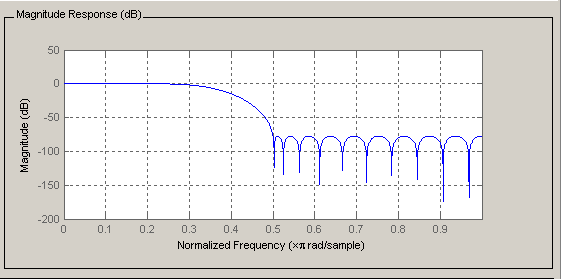 Magnitude Response (dB)
50
0
-50
-100
-150
-200
Magnitude (dB)
0 0.1 0.2 0.3 0.4 0.5 0.6 0.7 0.8 0.9
Normalized Frequency (×π rad/sample)